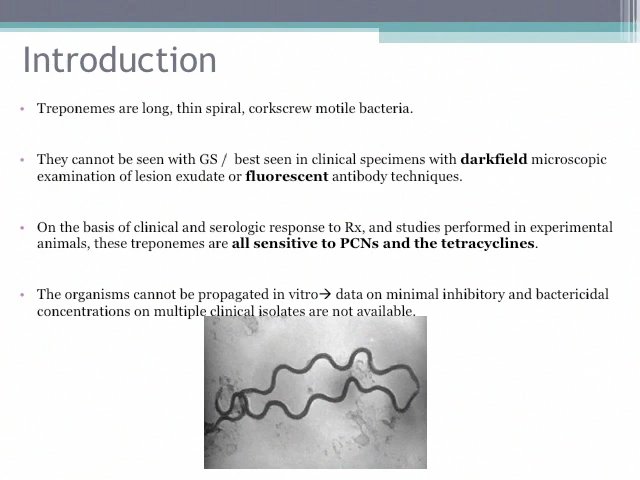 Introduction
• Treponemes are long, thin spiral, corkscrew motile bacteria.
• They cannot be seen with GS / best seen in clinical specimens with darkfield microscopic
examination of lesion exudate or fluorescent antibody techniques.
• On the basis of clinical and serologic response to Rx, and studies performed in experimental
animals, these treponemes are all sensitive to PCNs and the tetracyclines.
• The organisms cannot be propagated in vitro→ data on minimal inhibitory and bactericidal
concentrations on multiple clinical isolates are not available.